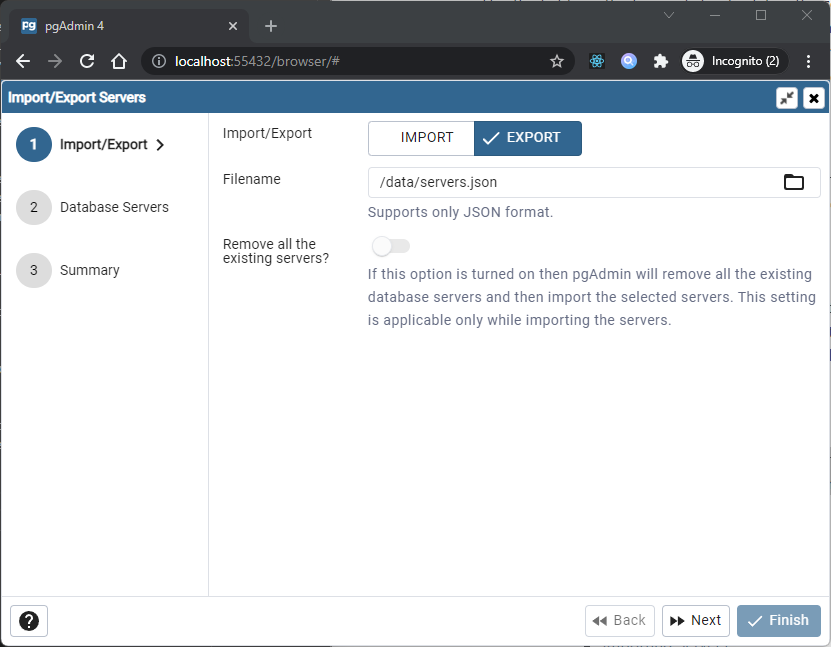 pgAdmin 4
localhost:55432/browser/#
Incognito (2)
Import/Export Servers
1 Import/Export
2 Database Servers
3 Summary
Import/Export
IMPORT EXPORT
Filename
/data/servers.json
Supports only JSON format.
Remove all the
existing servers?
If this option is turned on then pgAdmin will remove all the existing
database servers and then import the selected servers. This setting
is applicable only while importing the servers.
? Back Next Finish